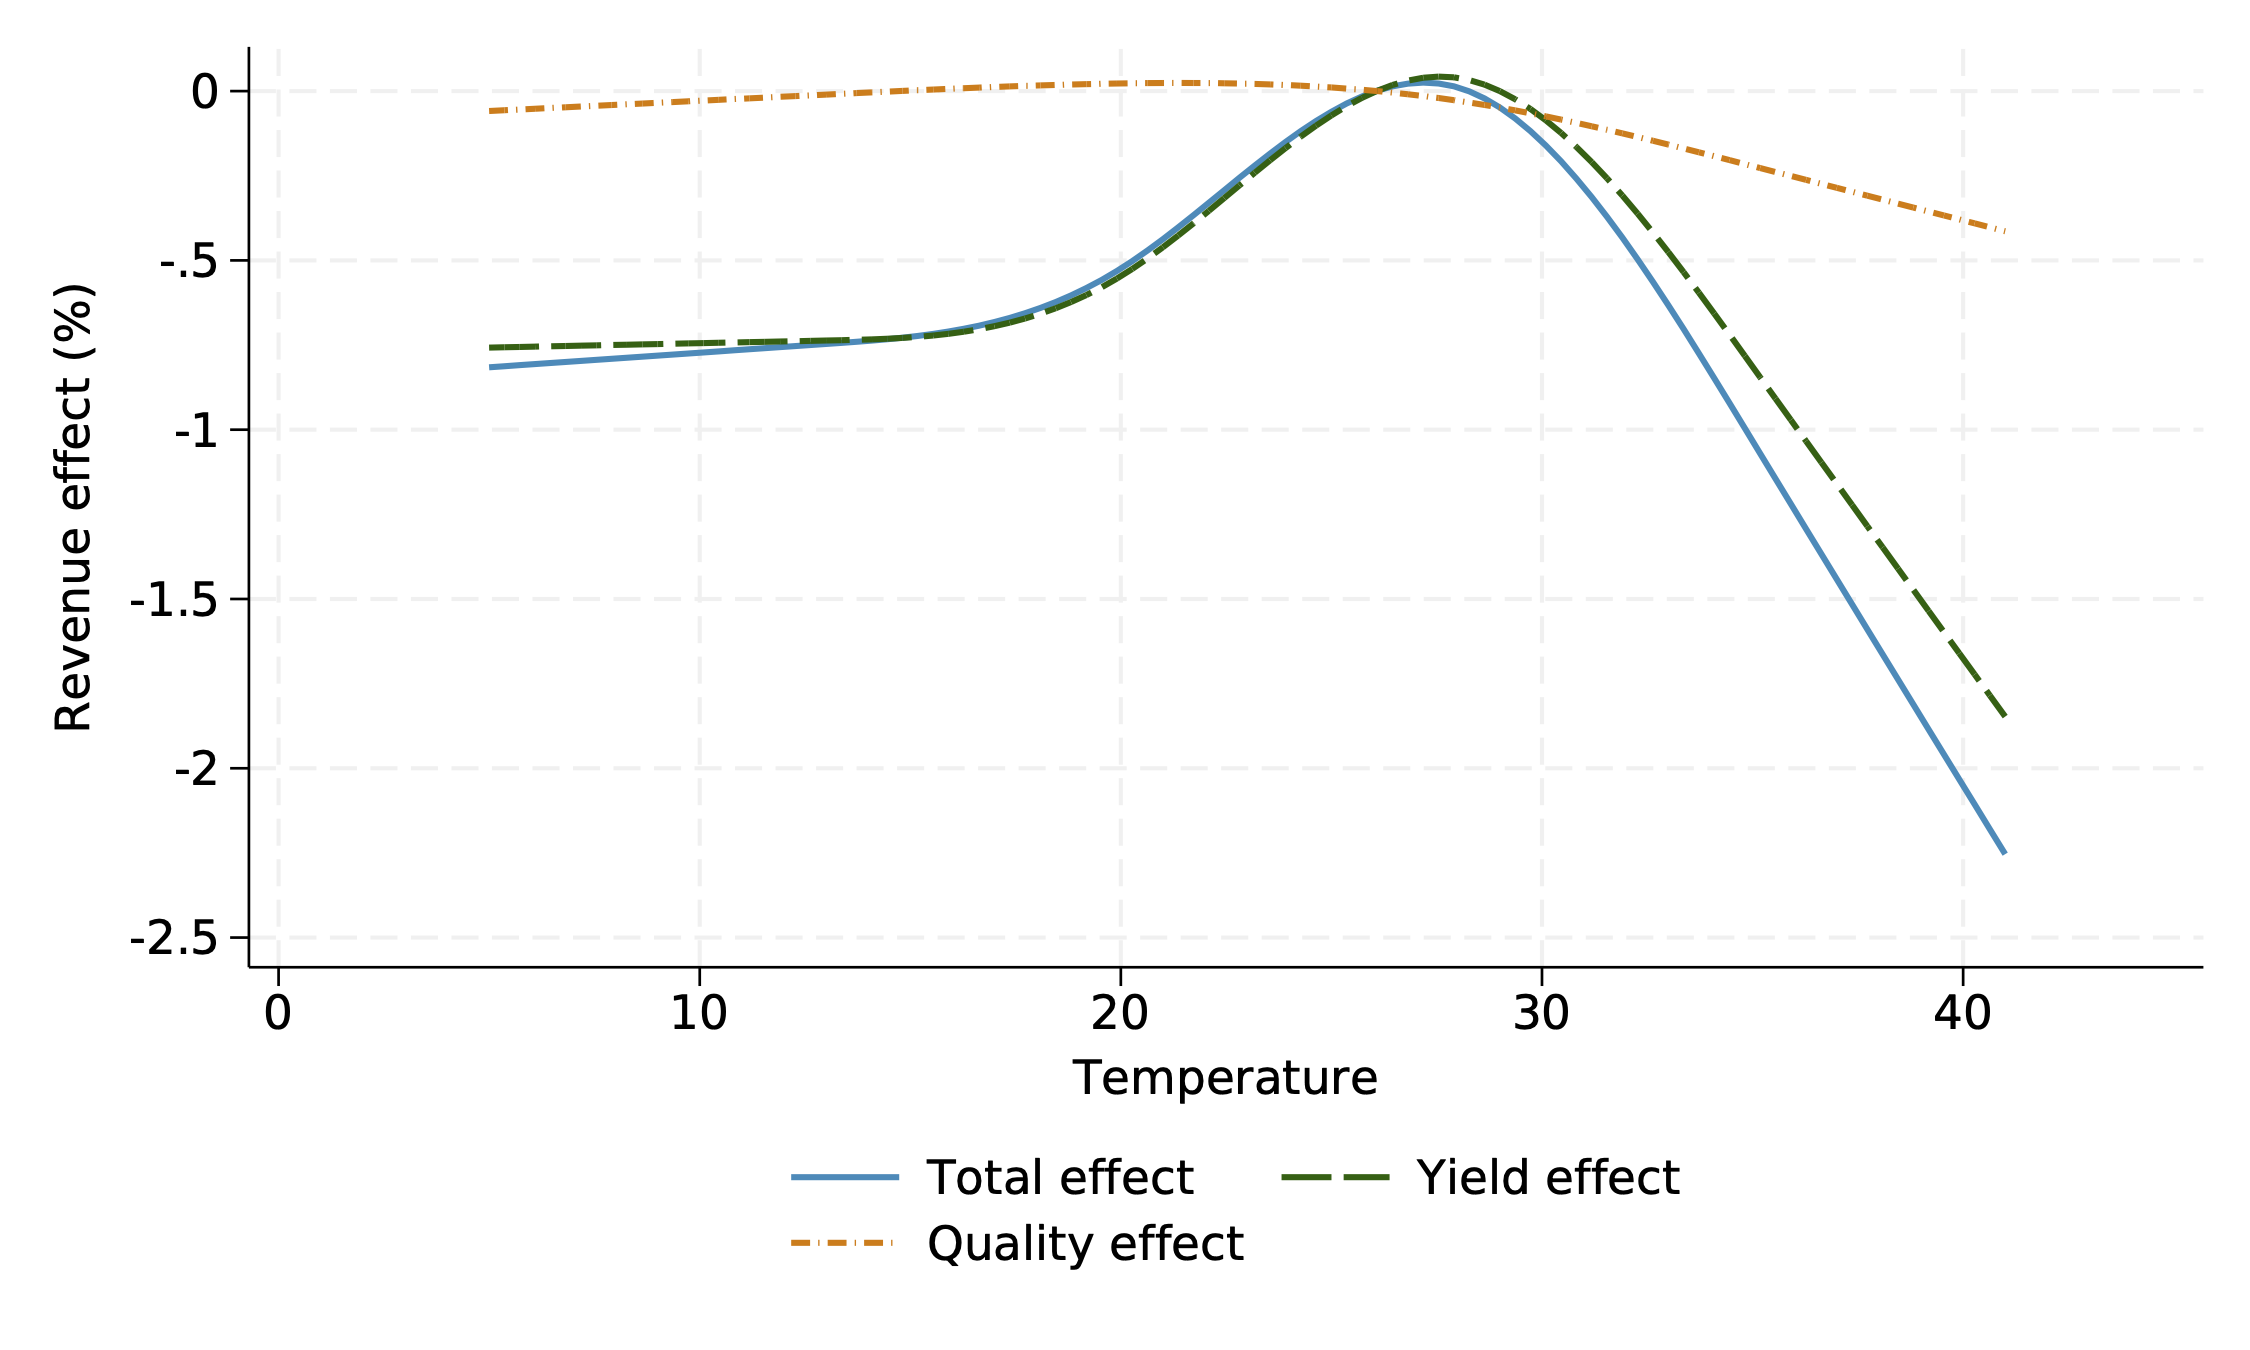 Revenue effect (%)
0
-.5
-1
-1.5
-2
-2.5
0 10 20 30 40
Temperature
Total effect Yield effect
Quality effect